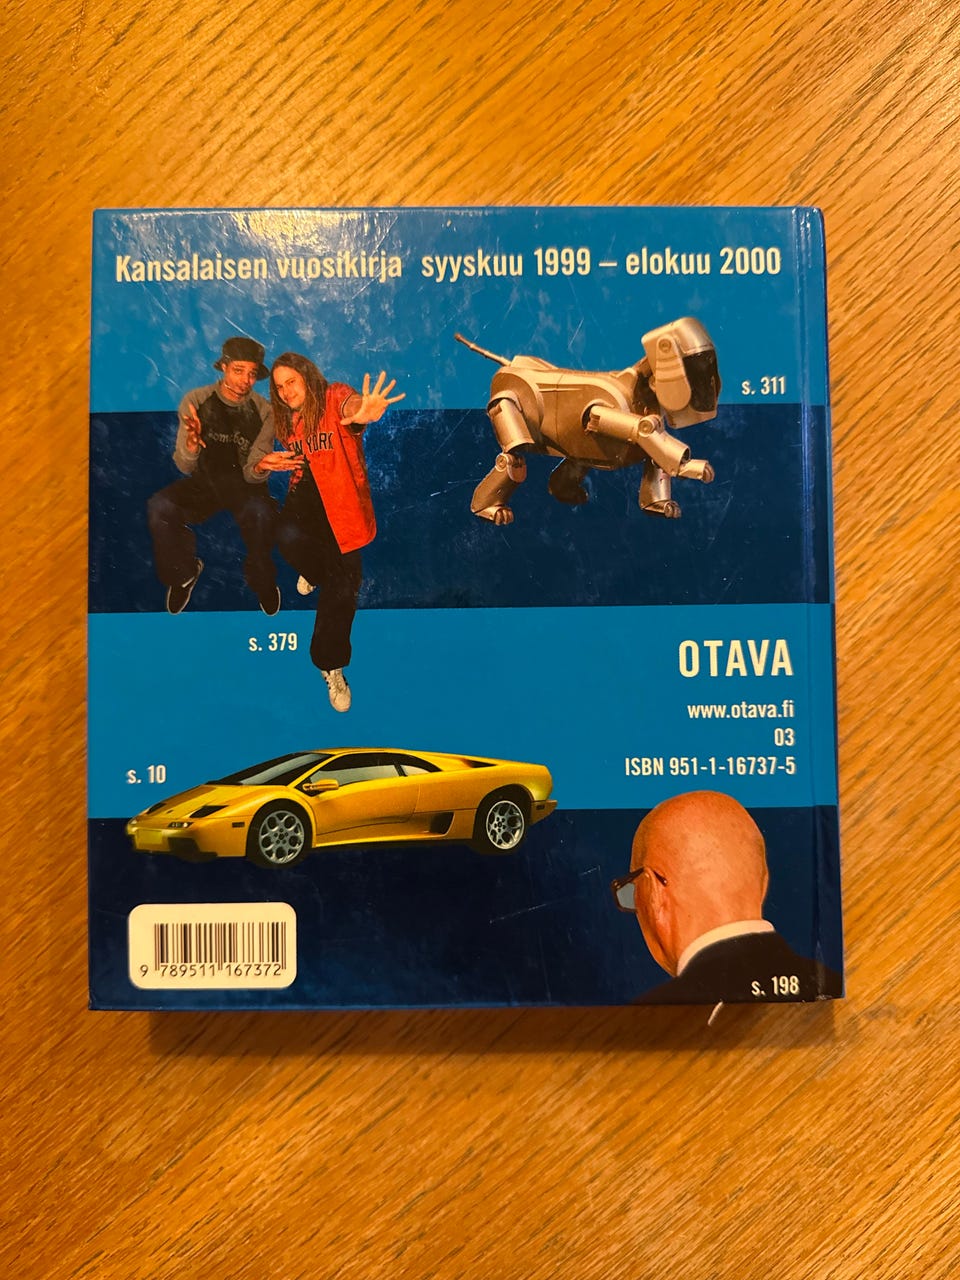 Kansalaisen vuosikirja syyskuu 1999 – elokuu 2000
s. 311
NEW YORK
s. 379
OTAVA
www.otava.fi
03
ISBN 951-1-16737-5
s. 10
9 789511 167372
s. 198